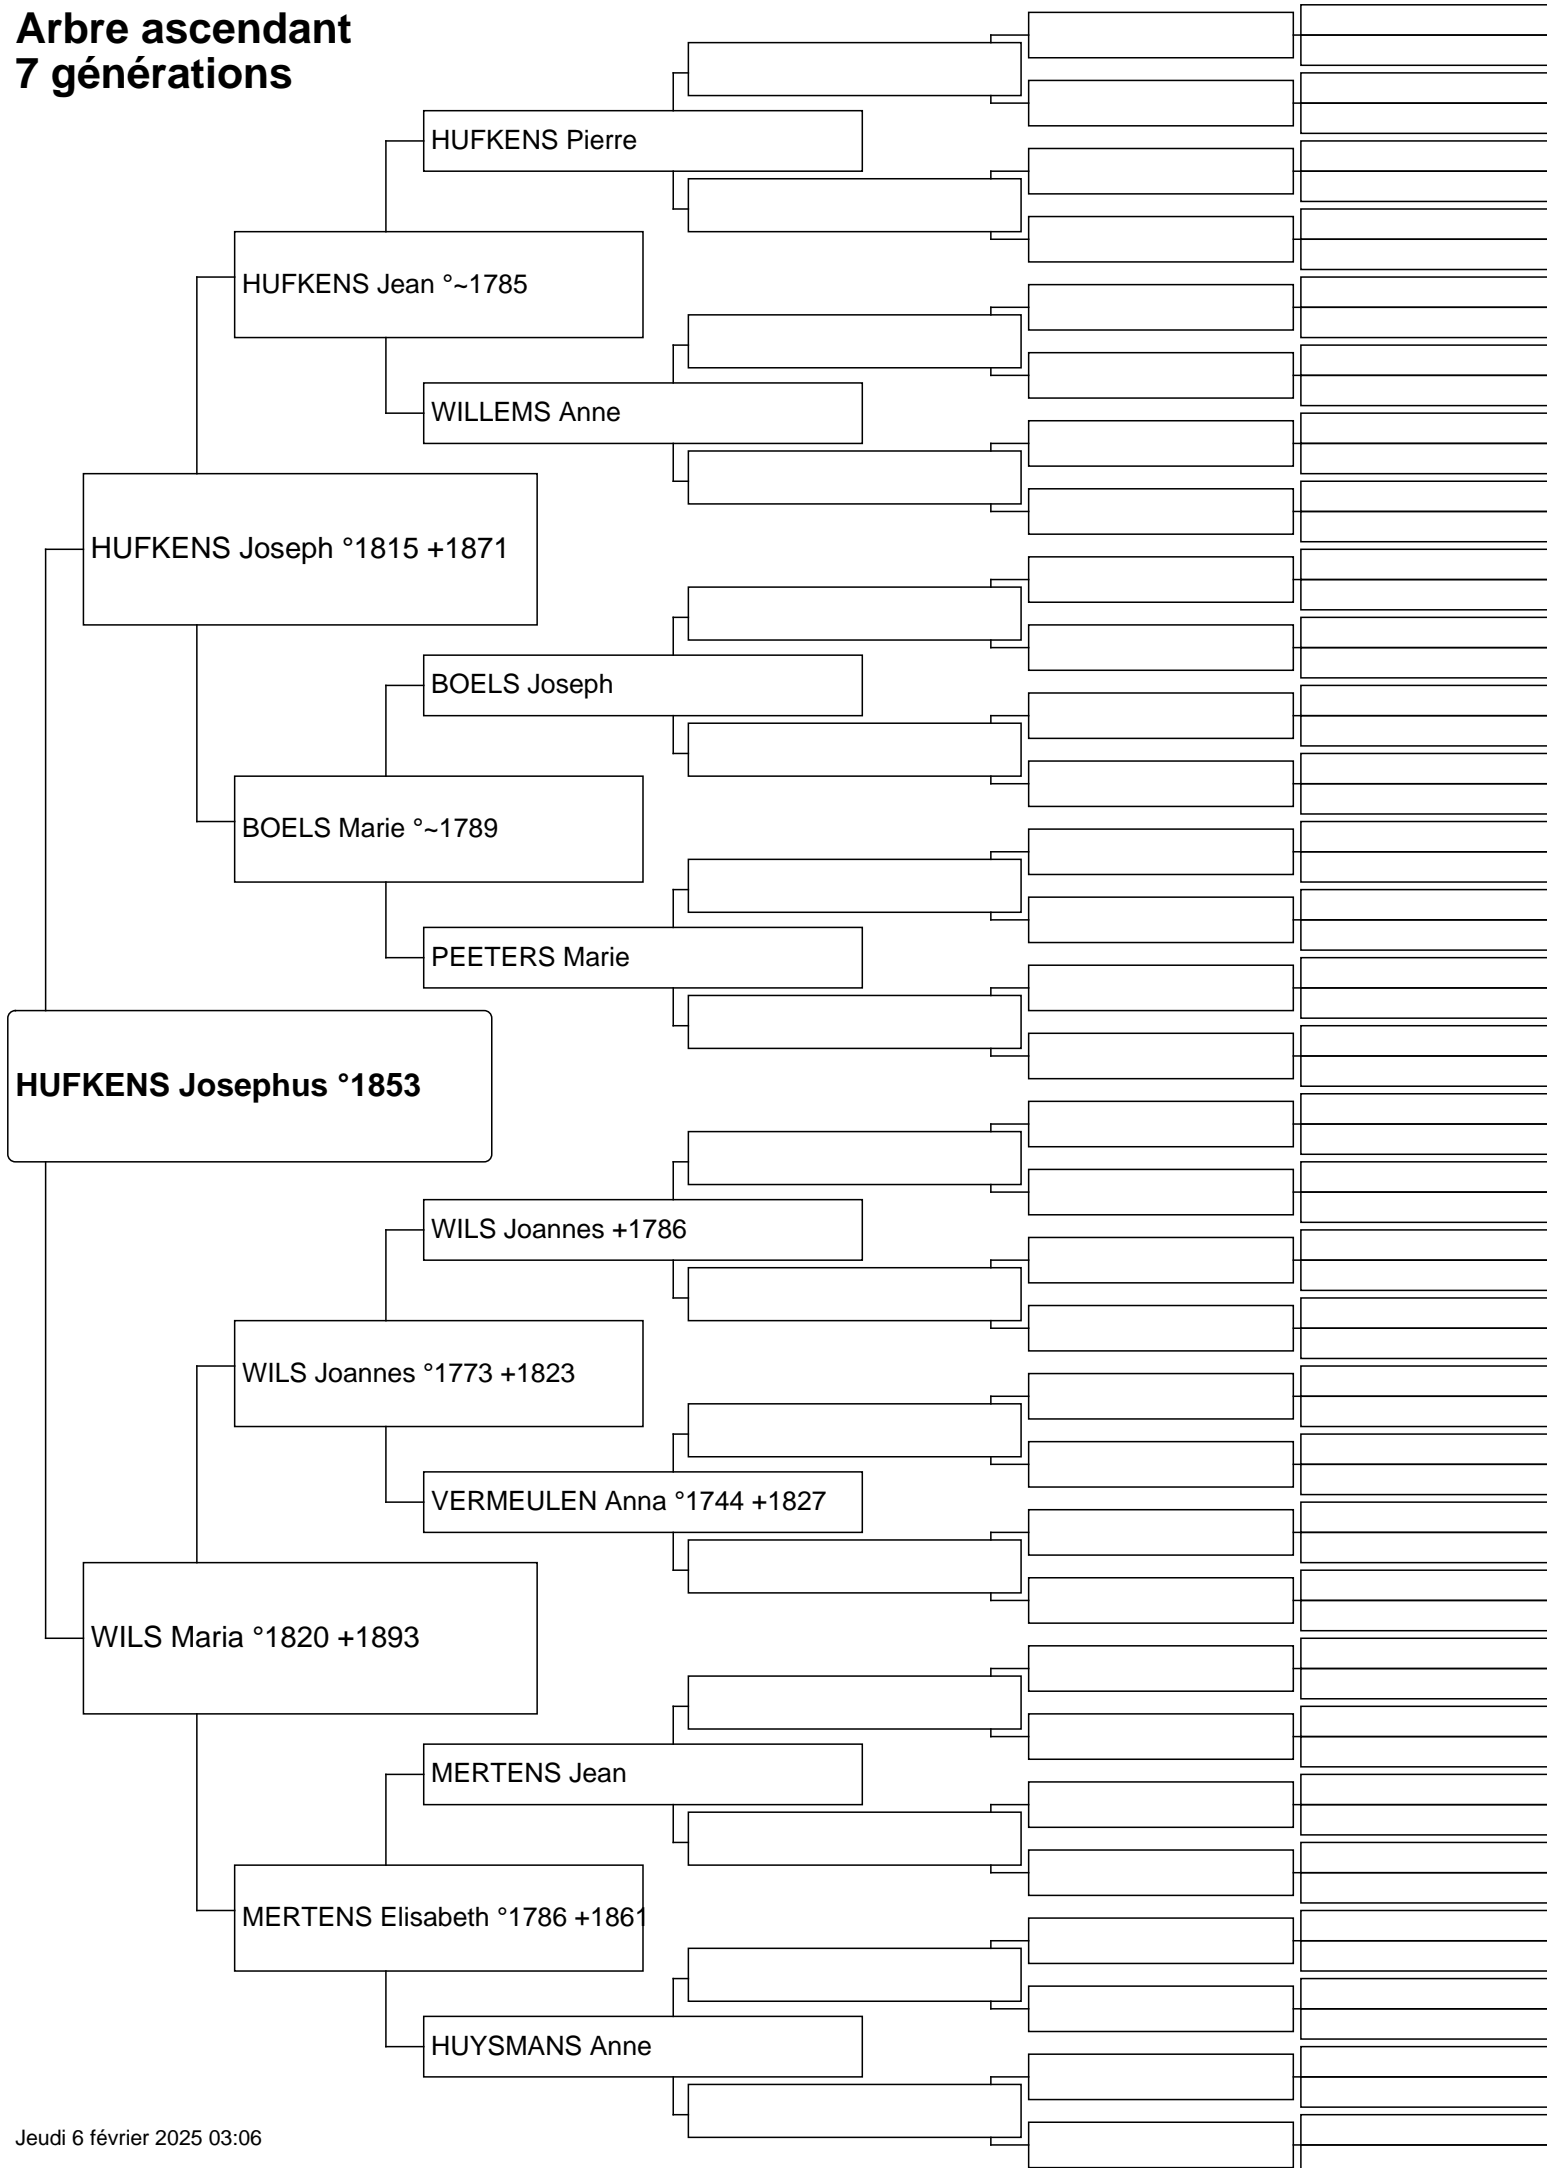 Arbre ascendant
7 générations
HUFKENS Pierre
HUFKENS Jean °~1785
WILLEMS Anne
HUFKENS Joseph °1815 +1871
BOELS Joseph
BOELS Marie °~1789
PEETERS Marie
HUFKENS Josephus °1853
WILS Joannes +1786
WILS Joannes °1773 +1823
VERMEULEN Anna °1744 +1827
WILS Maria °1820 +1893
MERTENS Jean
MERTENS Elisabeth °1786 +1861
HUYSMANS Anne
Jeudi 6 février 2025 03:06